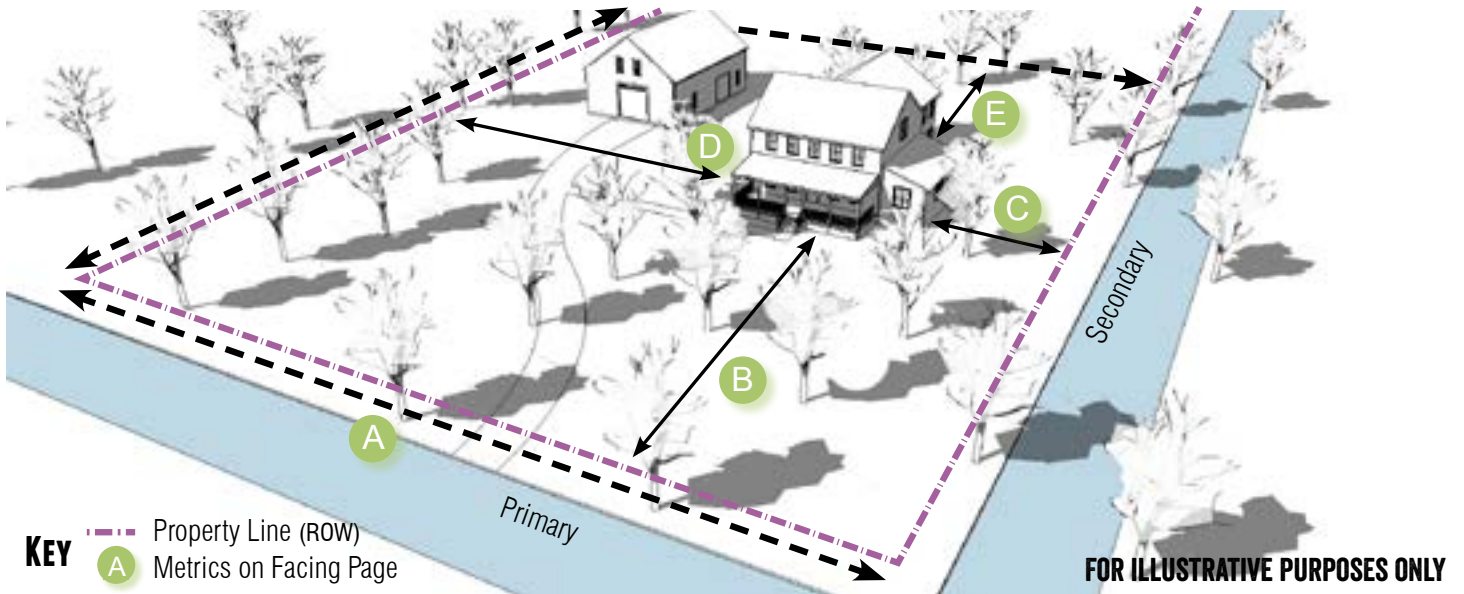 E
D
C
Secondary
B
A
Primary
KEY
Property Line (ROW)
A Metrics on Facing Page
FOR ILLUSTRATIVE PURPOSES ONLY